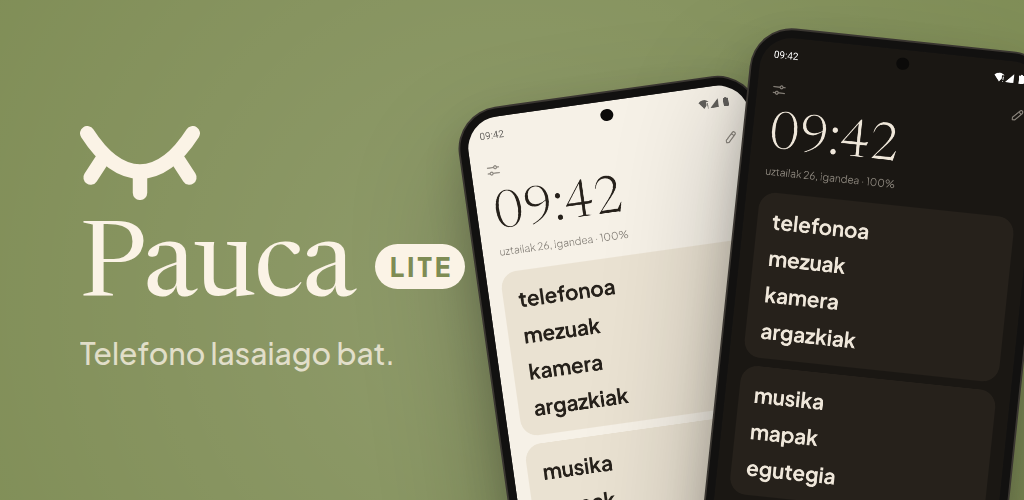 Pauca LITE
Telefono lasaiago bat.
09:42
09:42
uztailak 26, igandea · 100%
telefonoa
mezuak
kamera
argazkiak
musika
09:42
09:42
uztailak 26, igandea · 100%
telefonoa
mezuak
kamera
argazkiak
musika
mapak
egutegia